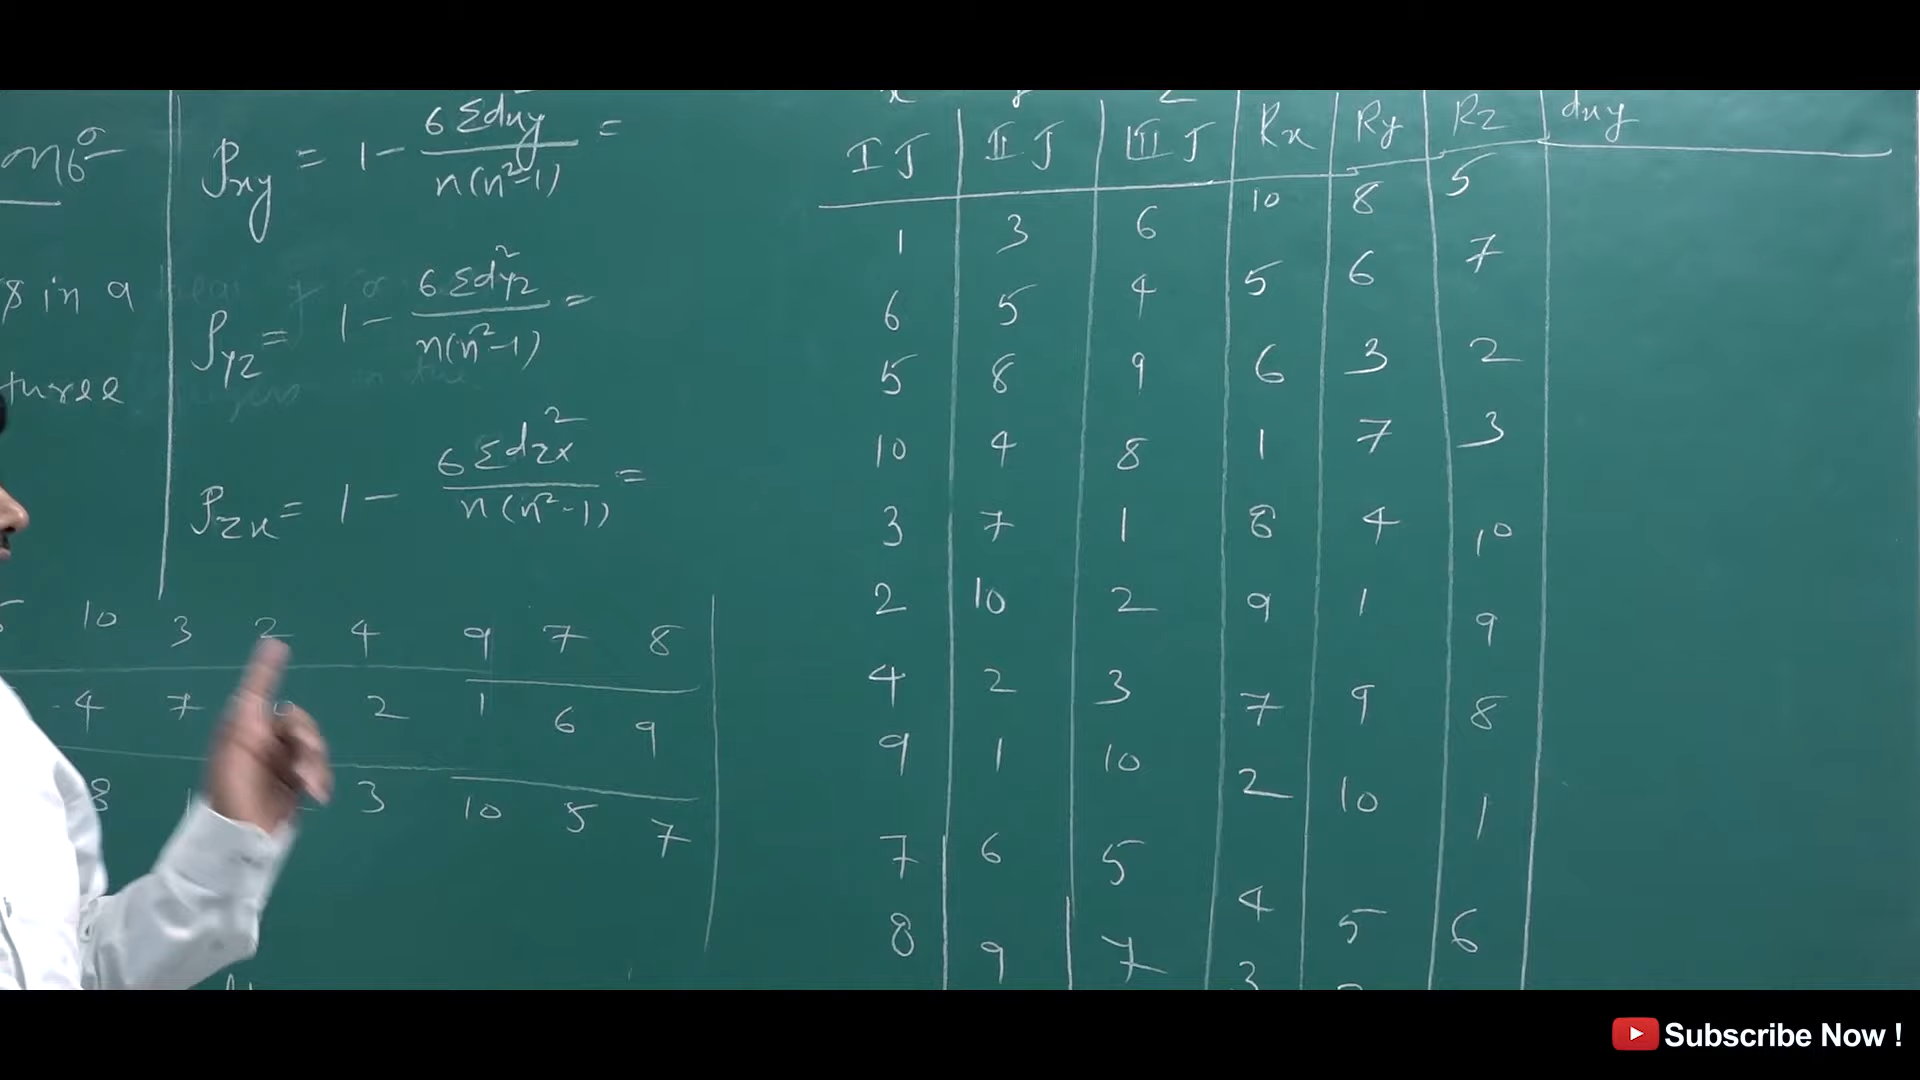 ρxy = 1 - 6Σdxy / n(n²-1) =
in a
ρyz = 1 - 6Σdyz² / n(n²-1) =
three
ρzx = 1 - 6Σdzx² / n(n²-1) =
10 3 2 4 9 7 8
4 7 10 2 1 6 9
8 3 10 5 7
I J II J III J Rx Ry Rz dxy
1 3 6 10 8 5
6 5 4 5 6 7
5 8 9 6 3 2
10 4 8 1 7 3
3 7 1 8 4 10
2 10 2 9 1 9
4 2 3 7 9 8
9 1 10 2 10 1
7 6 5 4 5 6
8 9 7 3
Subscribe Now !